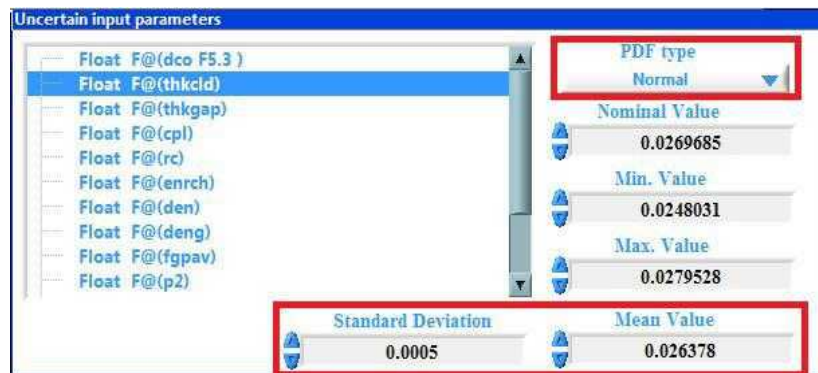 Uncertain input parameters
Float F@(dco F5.3 )
Float F@(thkcld)
Float F@(thkgap)
Float F@(cpl)
Float F@(rc)
Float F@(enrch)
Float F@(den)
Float F@(deng)
Float F@(fgpav)
Float F@(p2)
PDF type
Normal
Nominal Value
0.0269685
Min. Value
0.0248031
Max. Value
0.0279528
Standard Deviation
0.0005
Mean Value
0.026378